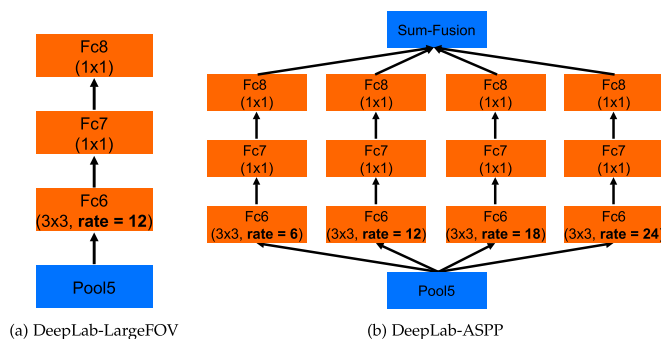 Fc8
(1x1)
Fc7
(1x1)
Fc6
(3x3, rate = 12)
Pool5
(a) DeepLab-LargeFOV
Sum-Fusion
Fc8
(1x1)
Fc8
(1x1)
Fc8
(1x1)
Fc8
(1x1)
Fc7
(1x1)
Fc7
(1x1)
Fc7
(1x1)
Fc7
(1x1)
Fc6
(3x3, rate = 6)
Fc6
(3x3, rate = 12)
Fc6
(3x3, rate = 18)
Fc6
(3x3, rate = 24)
Pool5
(b) DeepLab-ASPP